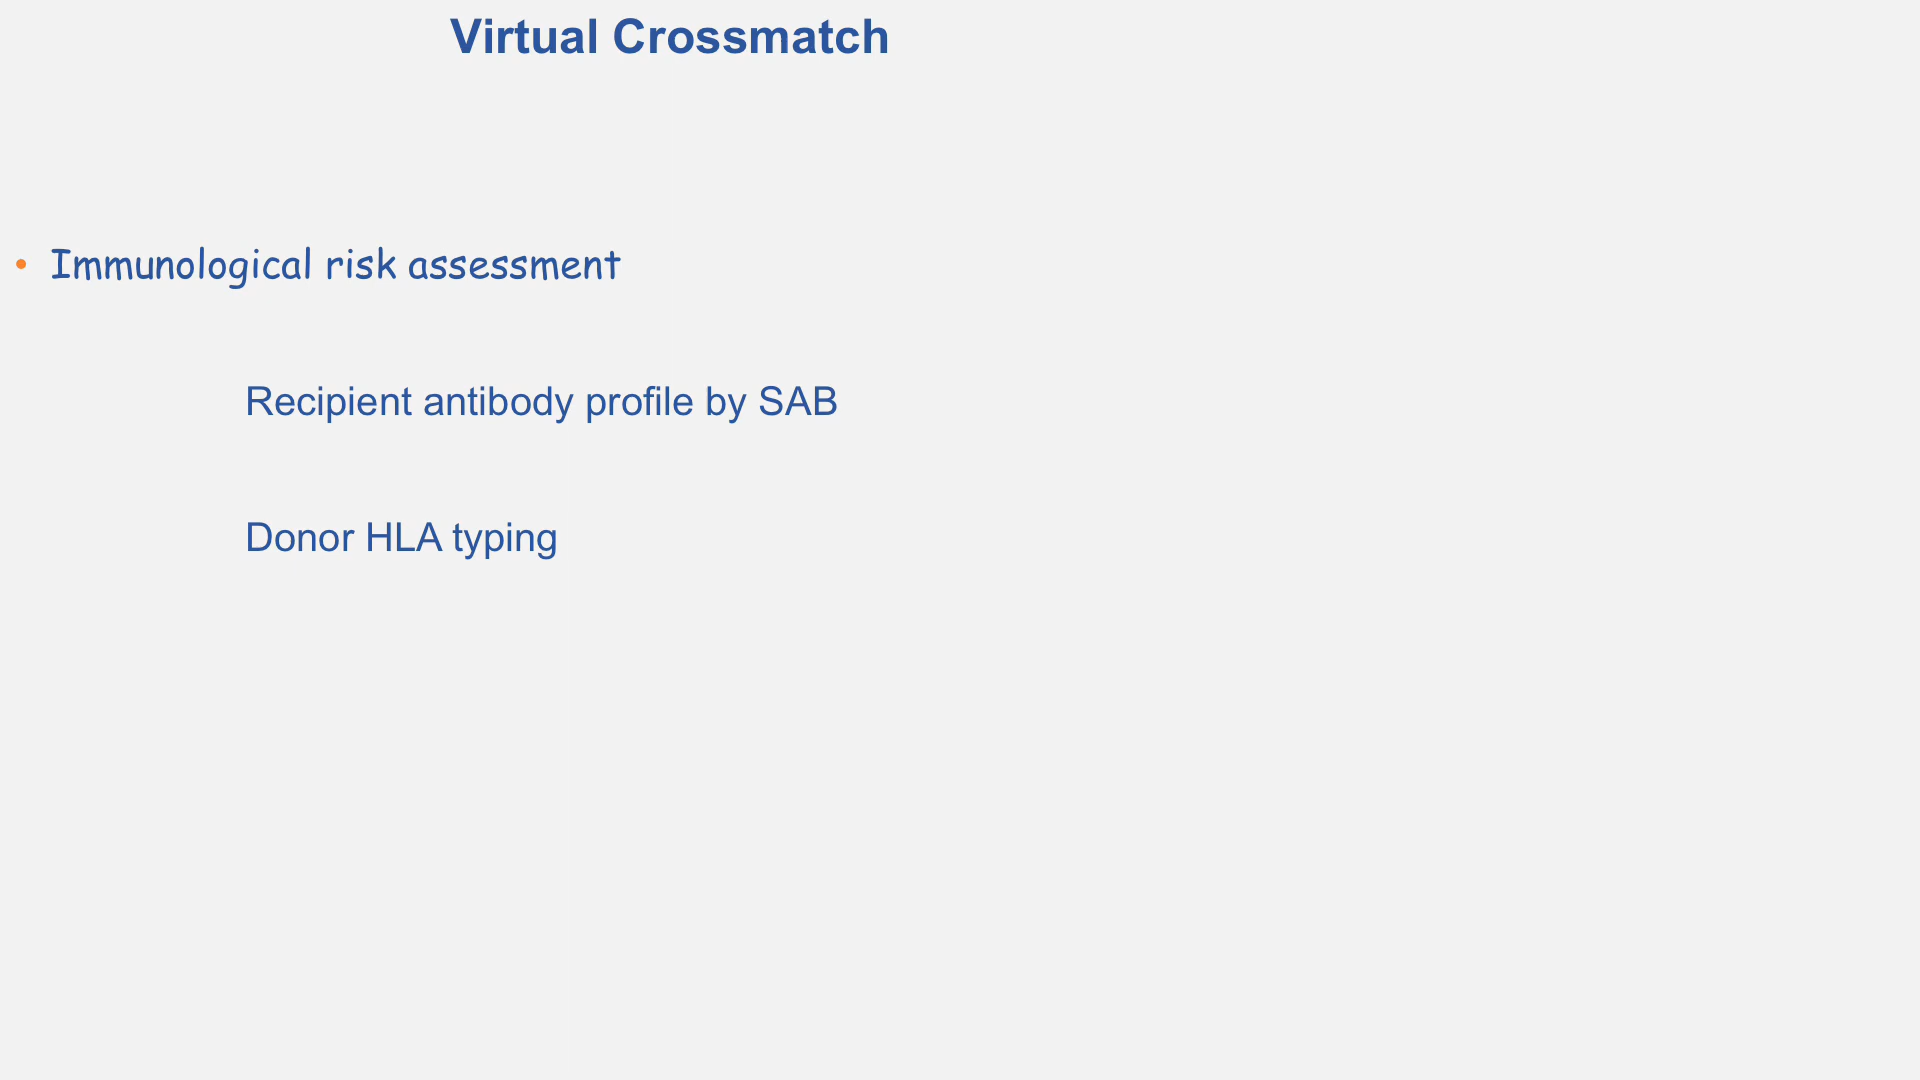 Virtual Crossmatch
• Immunological risk assessment
Recipient antibody profile by SAB
Donor HLA typing